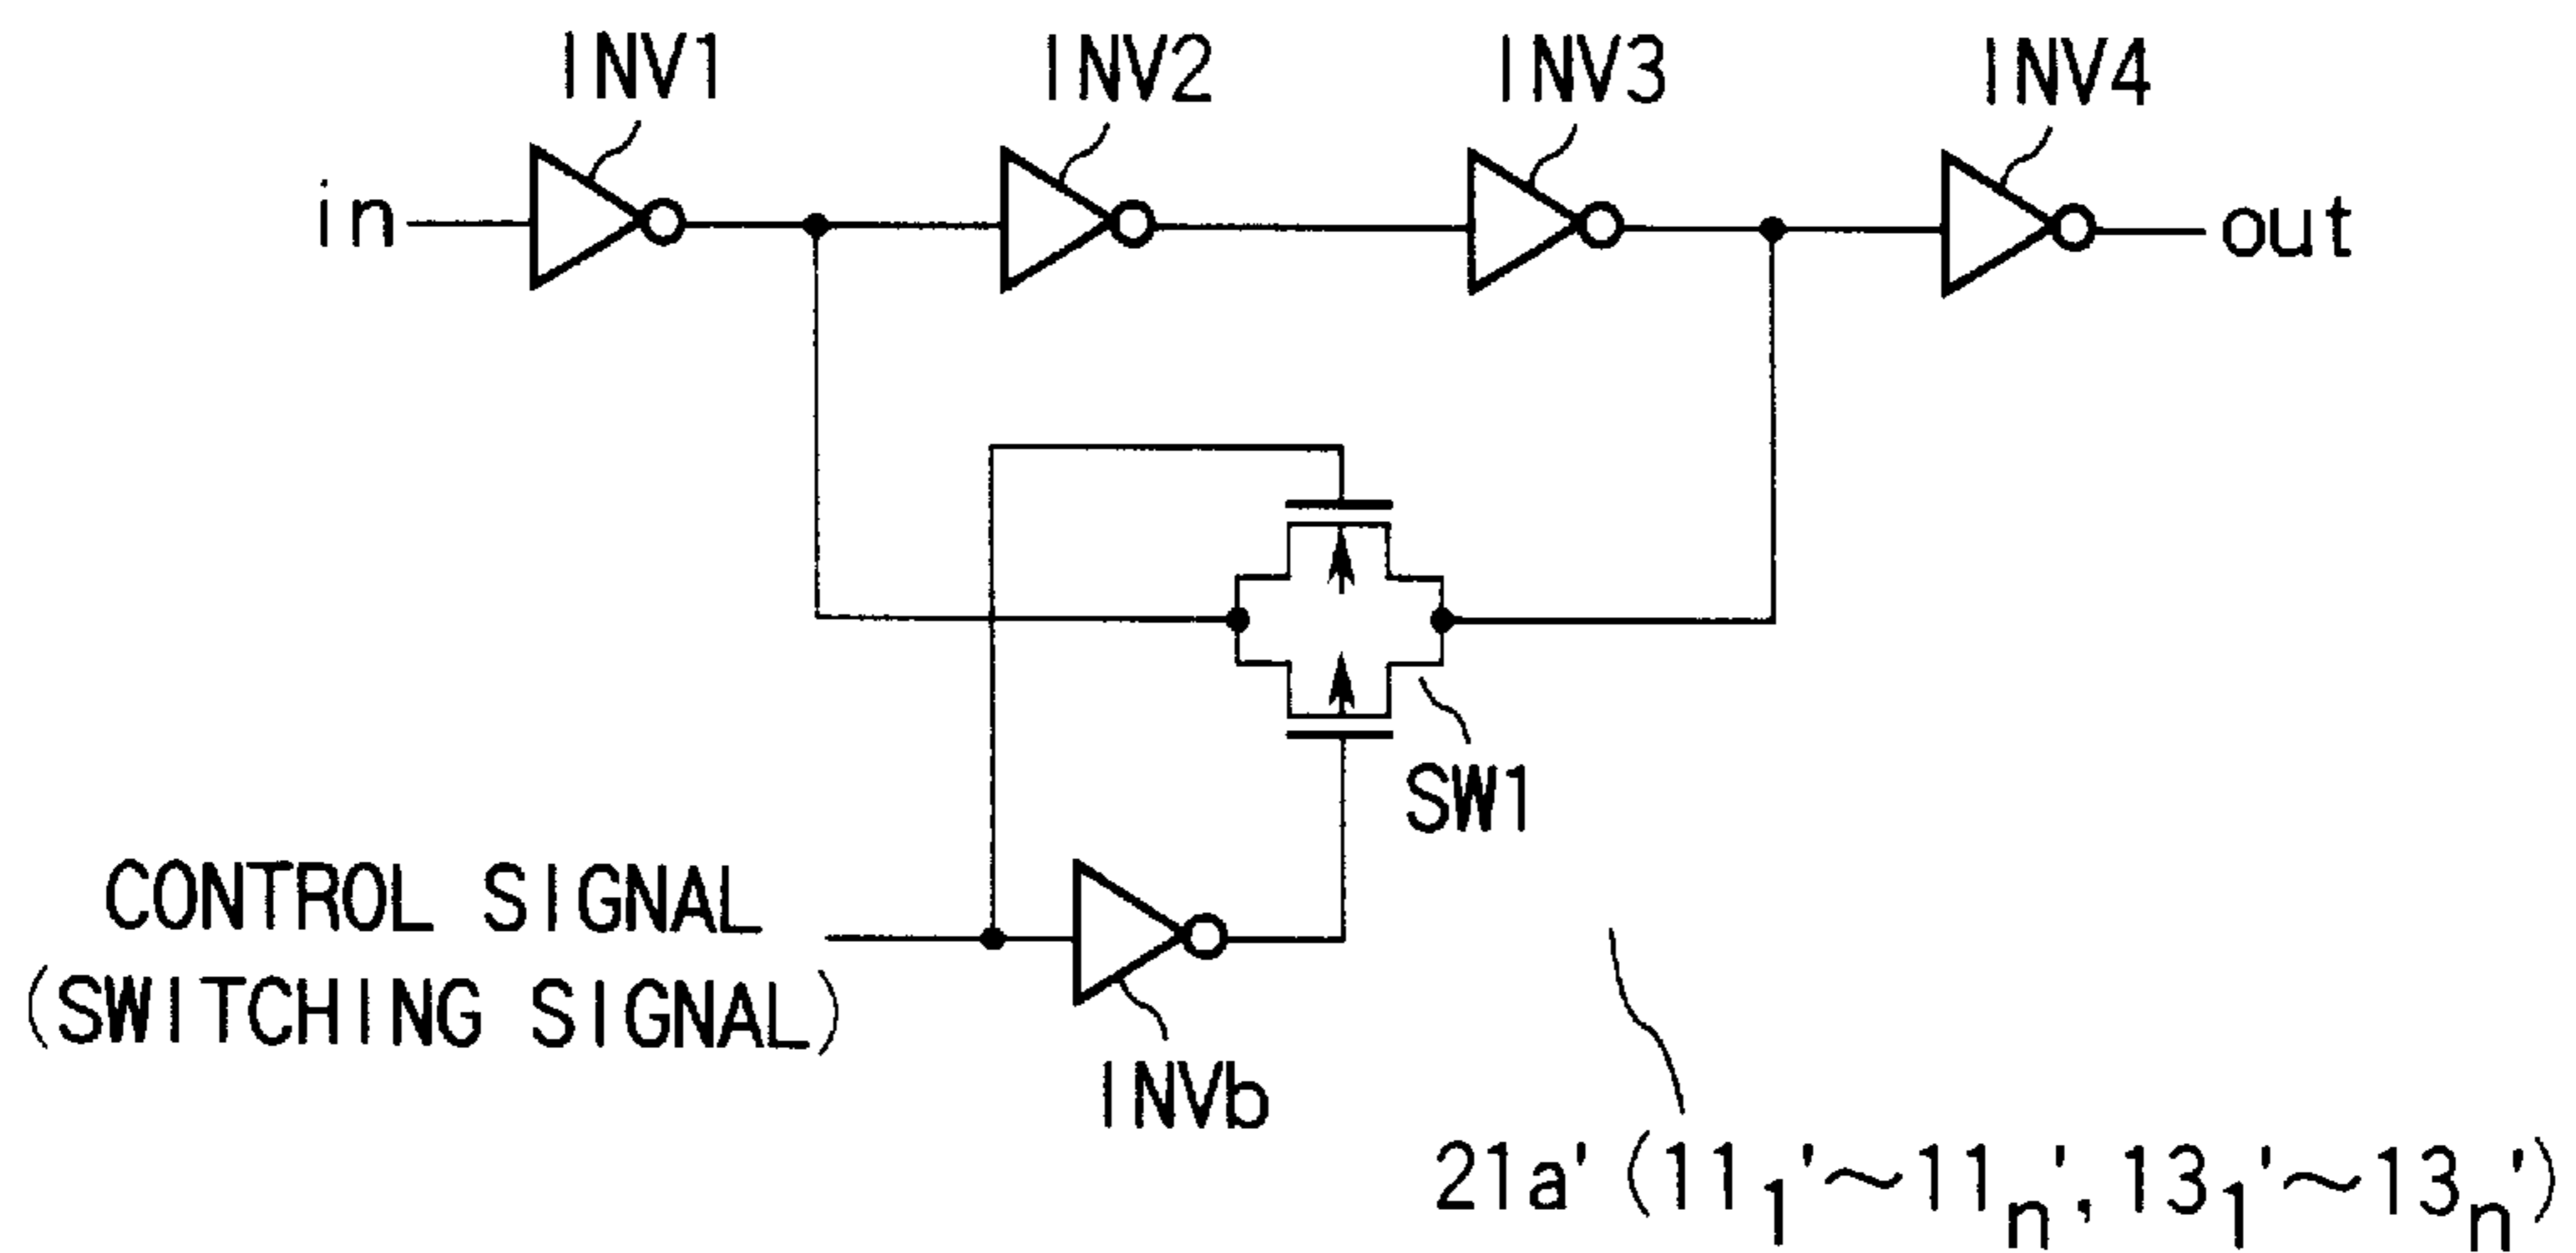 INV1
INV2
INV3
INV4
in
out
SW1
CONTROL SIGNAL
(SWITCHING SIGNAL)
INVb
21a' (11₁'~11ₙ', 13₁'~13ₙ')